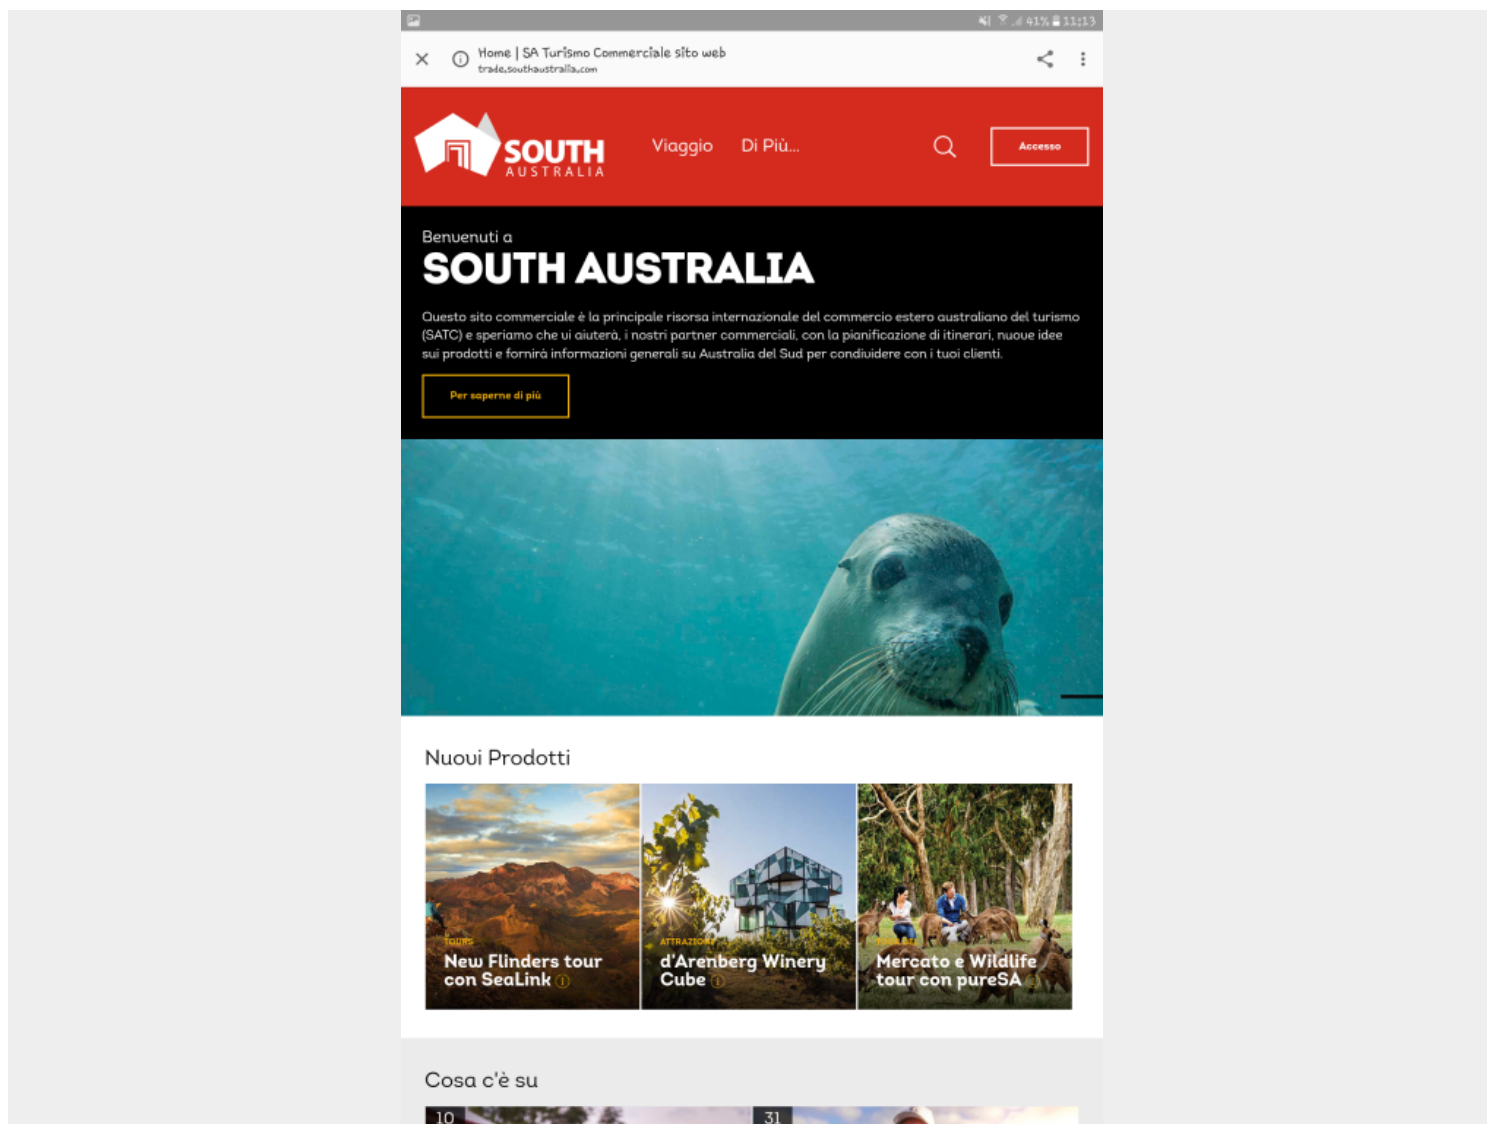 41% 11:13
Home | SA Turismo Commerciale sito web
trade.southaustralia.com
SOUTH
AUSTRALIA
Viaggio Di Più...
Accesso
Benvenuti a
SOUTH AUSTRALIA
Questo sito commerciale è la principale risorsa internazionale del commercio estero australiano del turismo
(SATC) e speriamo che vi aiuterà, i nostri partner commerciali, con la pianificazione di itinerari, nuove idee
sui prodotti e fornirà informazioni generali su Australia del Sud per condividere con i tuoi clienti.
Per saperne di più
Nuovi Prodotti
TOURS
New Flinders tour
con SeaLink
ATTRAZIONI
d'Arenberg Winery
Cube
Mercato e Wildlife
tour con pureSA
Cosa c'è su
10
31